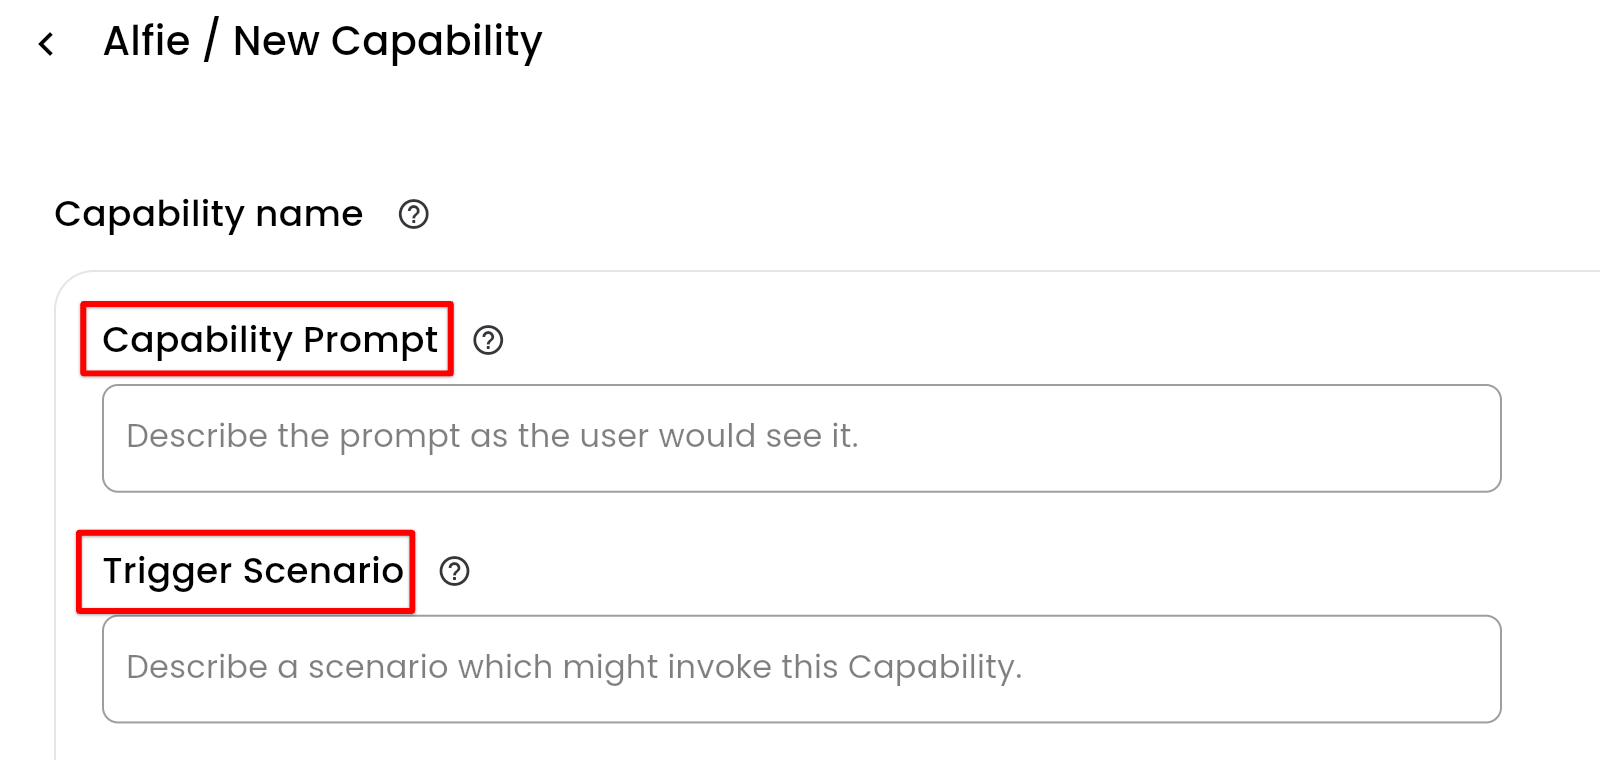 Alfie / New Capability
Capability name
Capability Prompt
Describe the prompt as the user would see it.
Trigger Scenario
Describe a scenario which might invoke this Capability.